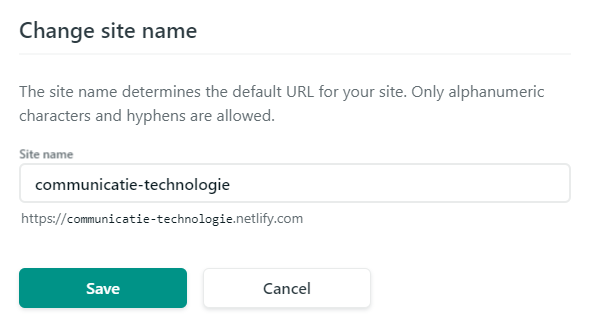 Change site name
The site name determines the default URL for your site. Only alphanumeric
characters and hyphens are allowed.
Site name
communicatie-technologie
https://communicatie-technologie.netlify.com
Save
Cancel